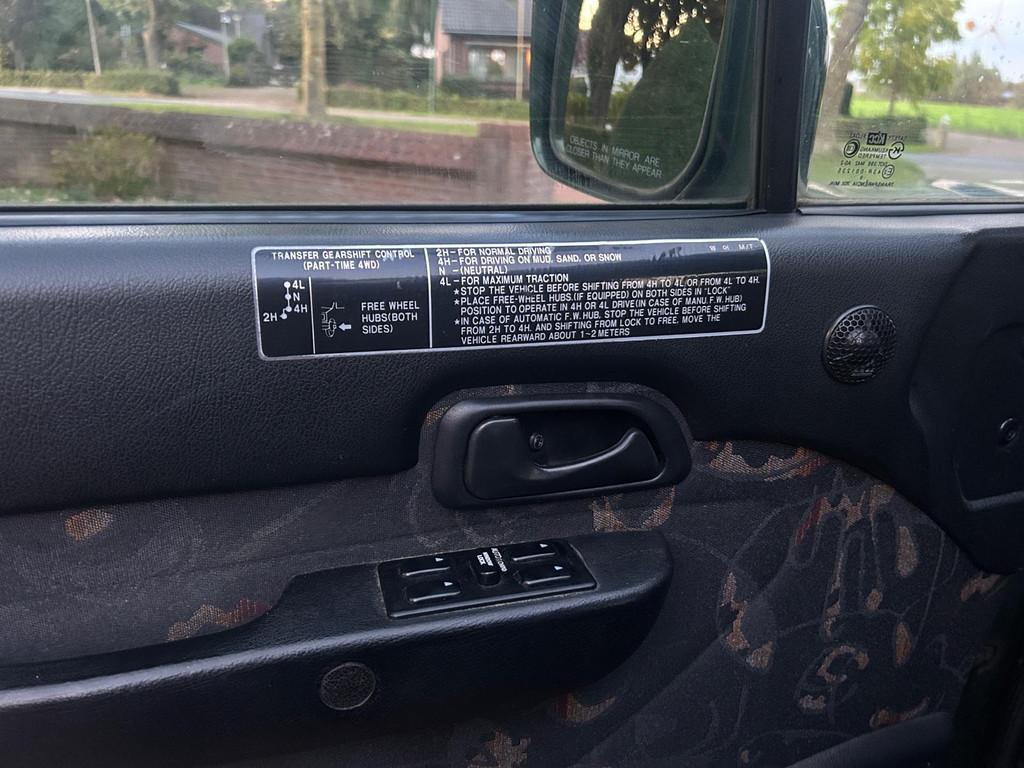 OBJECTS IN MIRROR ARE
CLOSER THAN THEY APPEAR
KCC
TRANSFER GEARSHIFT CONTROL
(PART-TIME 4WD)
4L
N
4H
2H
FREE WHEEL
HUBS(BOTH
SIDES)
2H-FOR NORMAL DRIVING
4H-FOR DRIVING ON MUD, SAND, OR SNOW
N -(NEUTRAL)
4L-FOR MAXIMUM TRACTION
★STOP THE VEHICLE BEFORE SHIFTING FROM 4H TO 4L OR FROM 4L TO 4H.
★PLACE FREE-WHEEL HUBS.(IF EQUIPPED) ON BOTH SIDES IN "LOCK"
POSITION TO OPERATE IN 4H OR 4L DRIVE(IN CASE OF MANU.F.W.HUB)
★IN CASE OF AUTOMATIC F.W.HUB. STOP THE VEHICLE BEFORE SHIFTING
FROM 2H TO 4H. AND SHIFTING FROM LOCK TO FREE. MOVE THE
VEHICLE REARWARD ABOUT 1-2 METERS
M/T
WINDOW
LOCK
AUTO